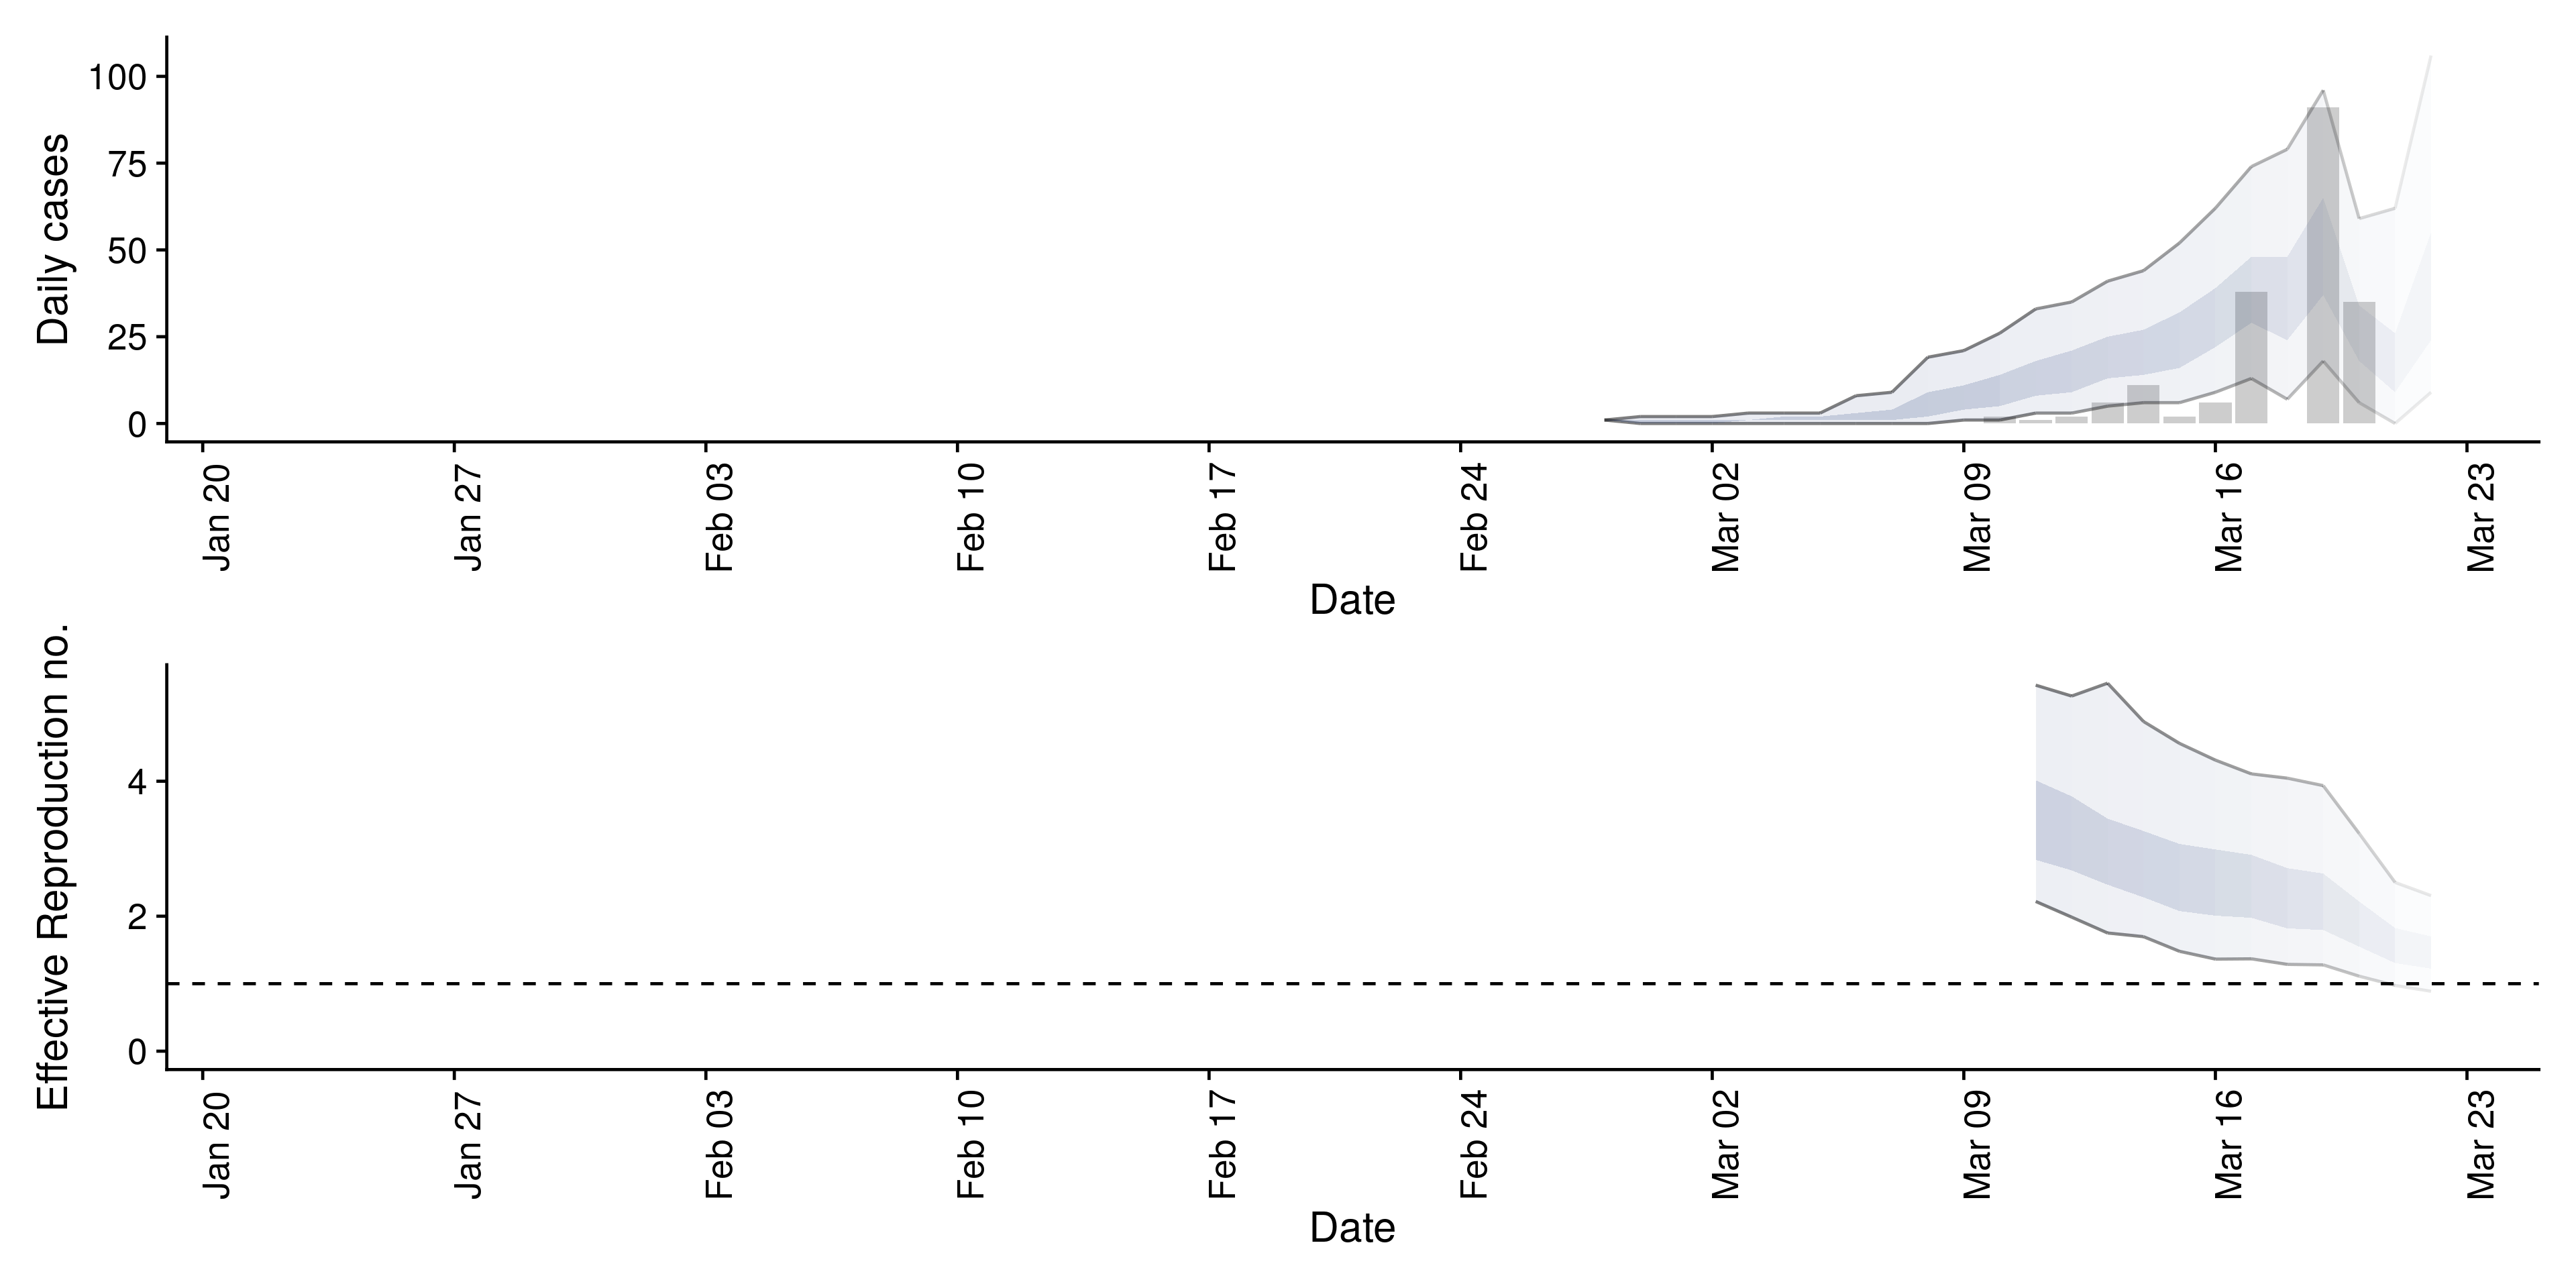 Daily cases
100
75
50
25
0
Jan 20
Jan 27
Feb 03
Feb 10
Feb 17
Feb 24
Mar 02
Mar 09
Mar 16
Mar 23
Date
Effective Reproduction no.
4
2
0
Jan 20
Jan 27
Feb 03
Feb 10
Feb 17
Feb 24
Mar 02
Mar 09
Mar 16
Mar 23
Date